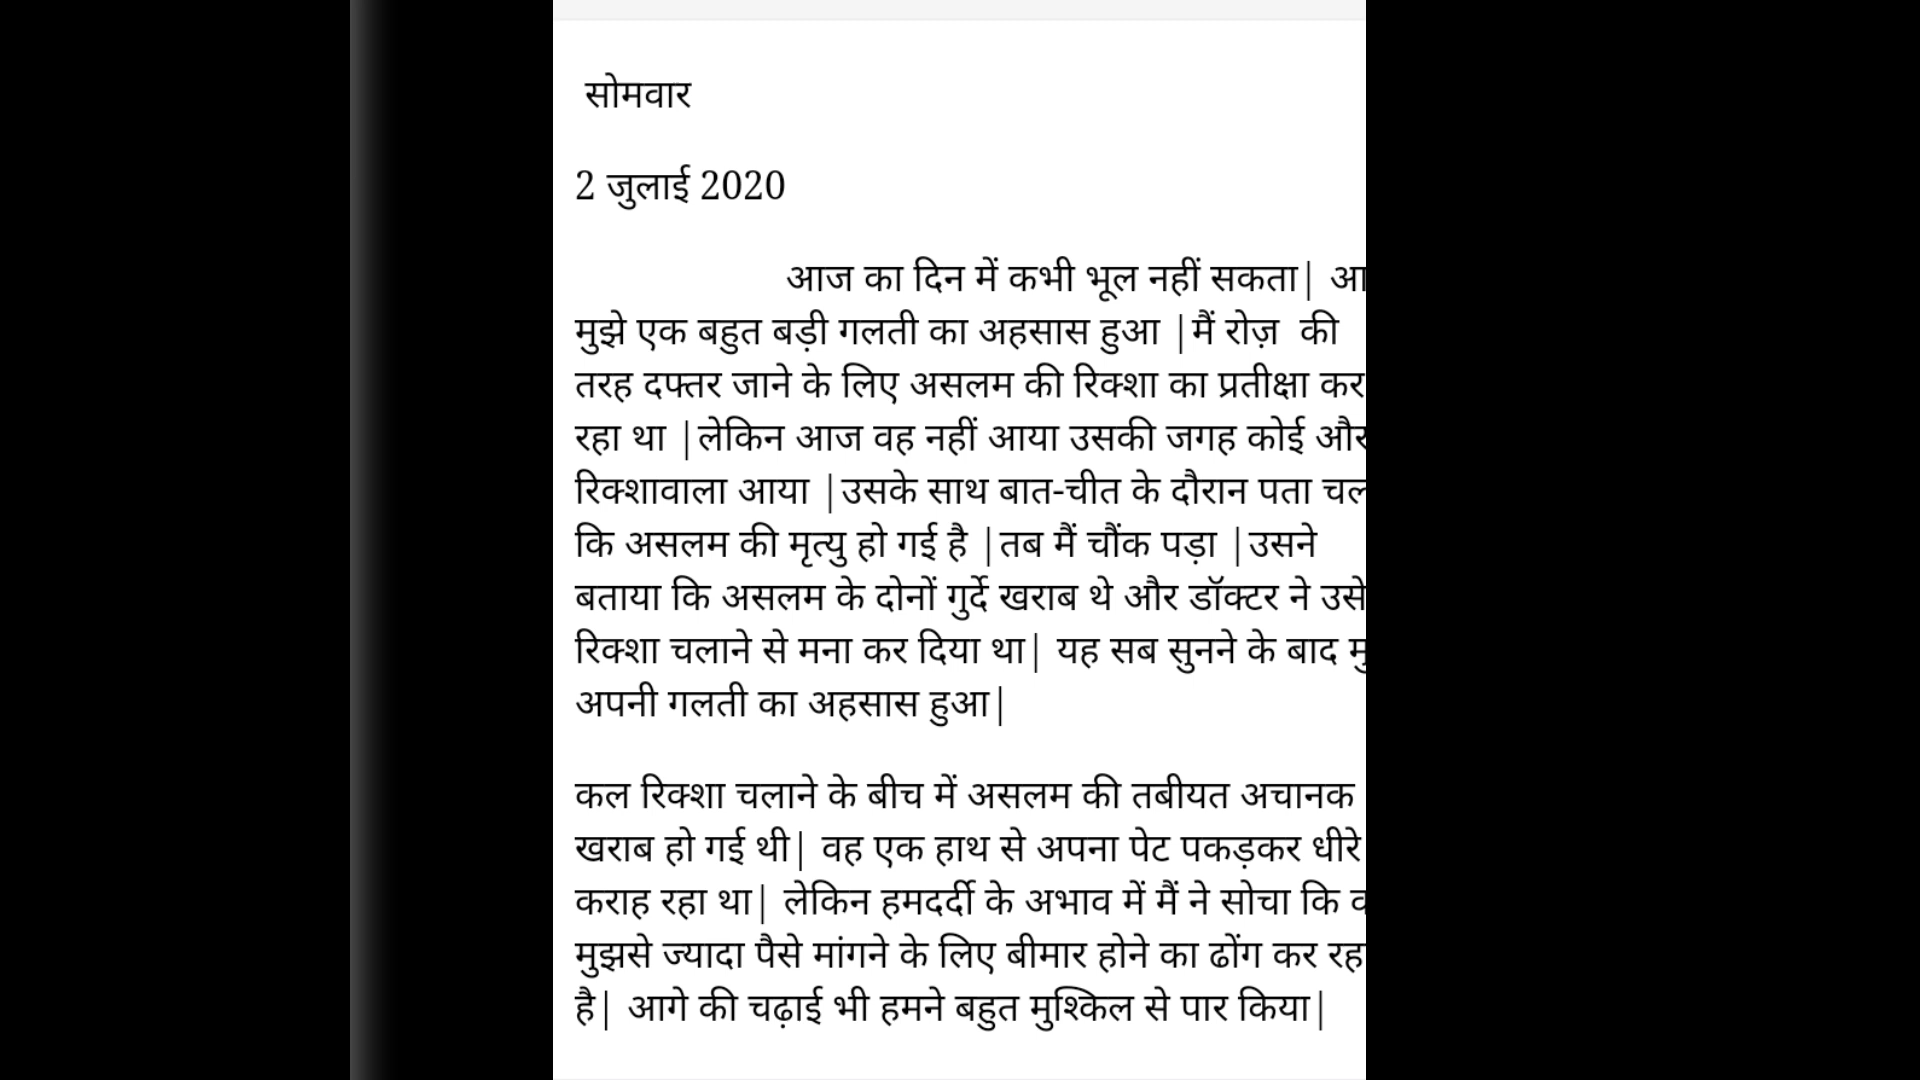 सोमवार
2 जुलाई 2020
आज का दिन में कभी भूल नहीं सकता|
मुझे एक बहुत बड़ी गलती का अहसास हुआ |मैं रोज़  की
तरह दफ्तर जाने के लिए असलम की रिक्शा का प्रतीक्षा कर
रहा था |लेकिन आज वह नहीं आया उसकी जगह कोई और
रिक्शावाला आया |उसके साथ बात-चीत के दौरान पता
कि असलम की मृत्यु हो गई है |तब मैं चौंक पड़ा |उसने
बताया कि असलम के दोनों गुर्दे खराब थे और डॉक्टर ने उसे
रिक्शा चलाने से मना कर दिया था| यह सब सुनने के बाद
अपनी गलती का अहसास हुआ|
कल रिक्शा चलाने के बीच में असलम की तबीयत अचानक
खराब हो गई थी| वह एक हाथ से अपना पेट पकड़कर धीरे
कराह रहा था| लेकिन हमदर्दी के अभाव में मैं ने सोचा कि
मुझसे ज्यादा पैसे मांगने के लिए बीमार होने का ढोंग कर
है| आगे की चढ़ाई भी हमने बहुत मुश्किल से पार किया|